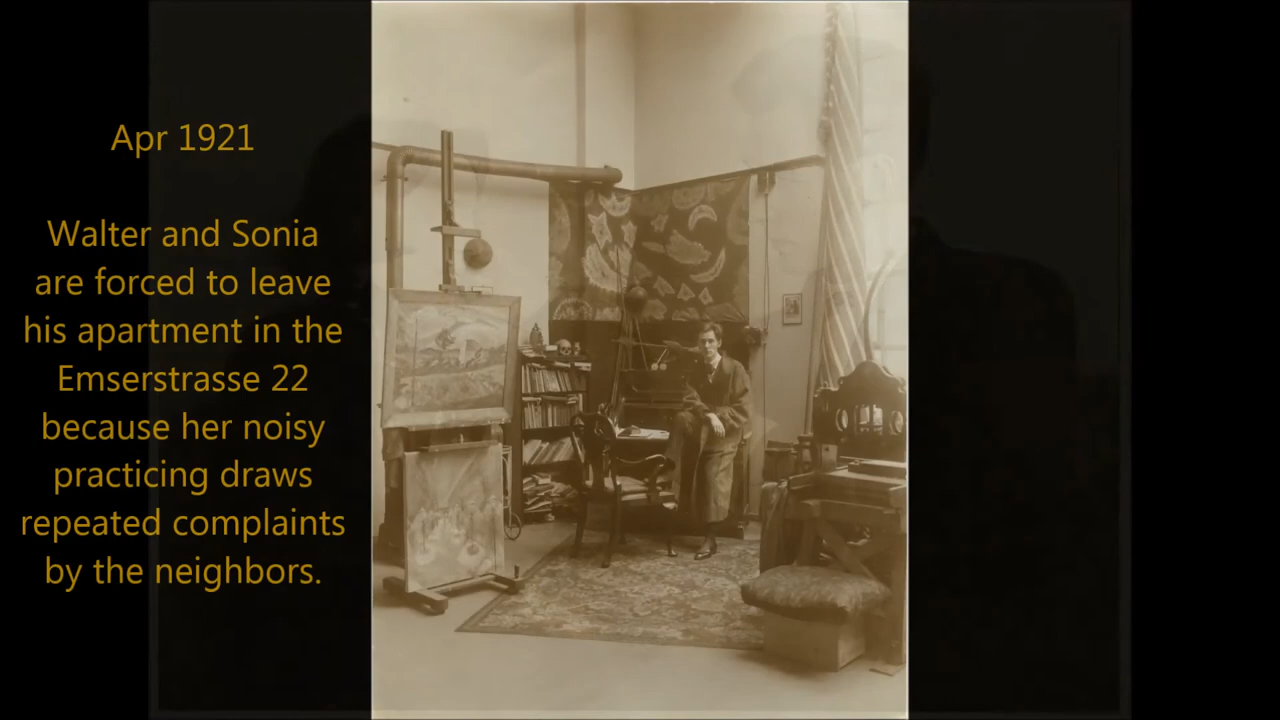 Apr 1921
Walter and Sonia
are forced to leave
his apartment in the
Emserstrasse 22
because her noisy
practicing draws
repeated complaints
by the neighbors.